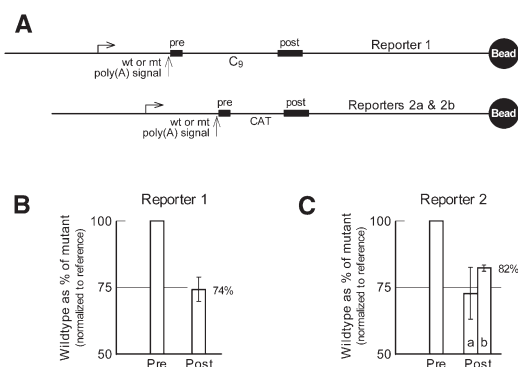 A
pre
post
Reporter 1
wt or mt
poly(A) signal
C9
Bead
pre
post
Reporters 2a & 2b
wt or mt
poly(A) signal
CAT
Bead
B
Reporter 1
Wildtype as % of mutant
(normalized to reference)
100
75
50
74%
Pre
Post
C
Reporter 2
Wildtype as % of mutant
(normalized to reference)
100
75
50
82%
a
b
Pre
Post